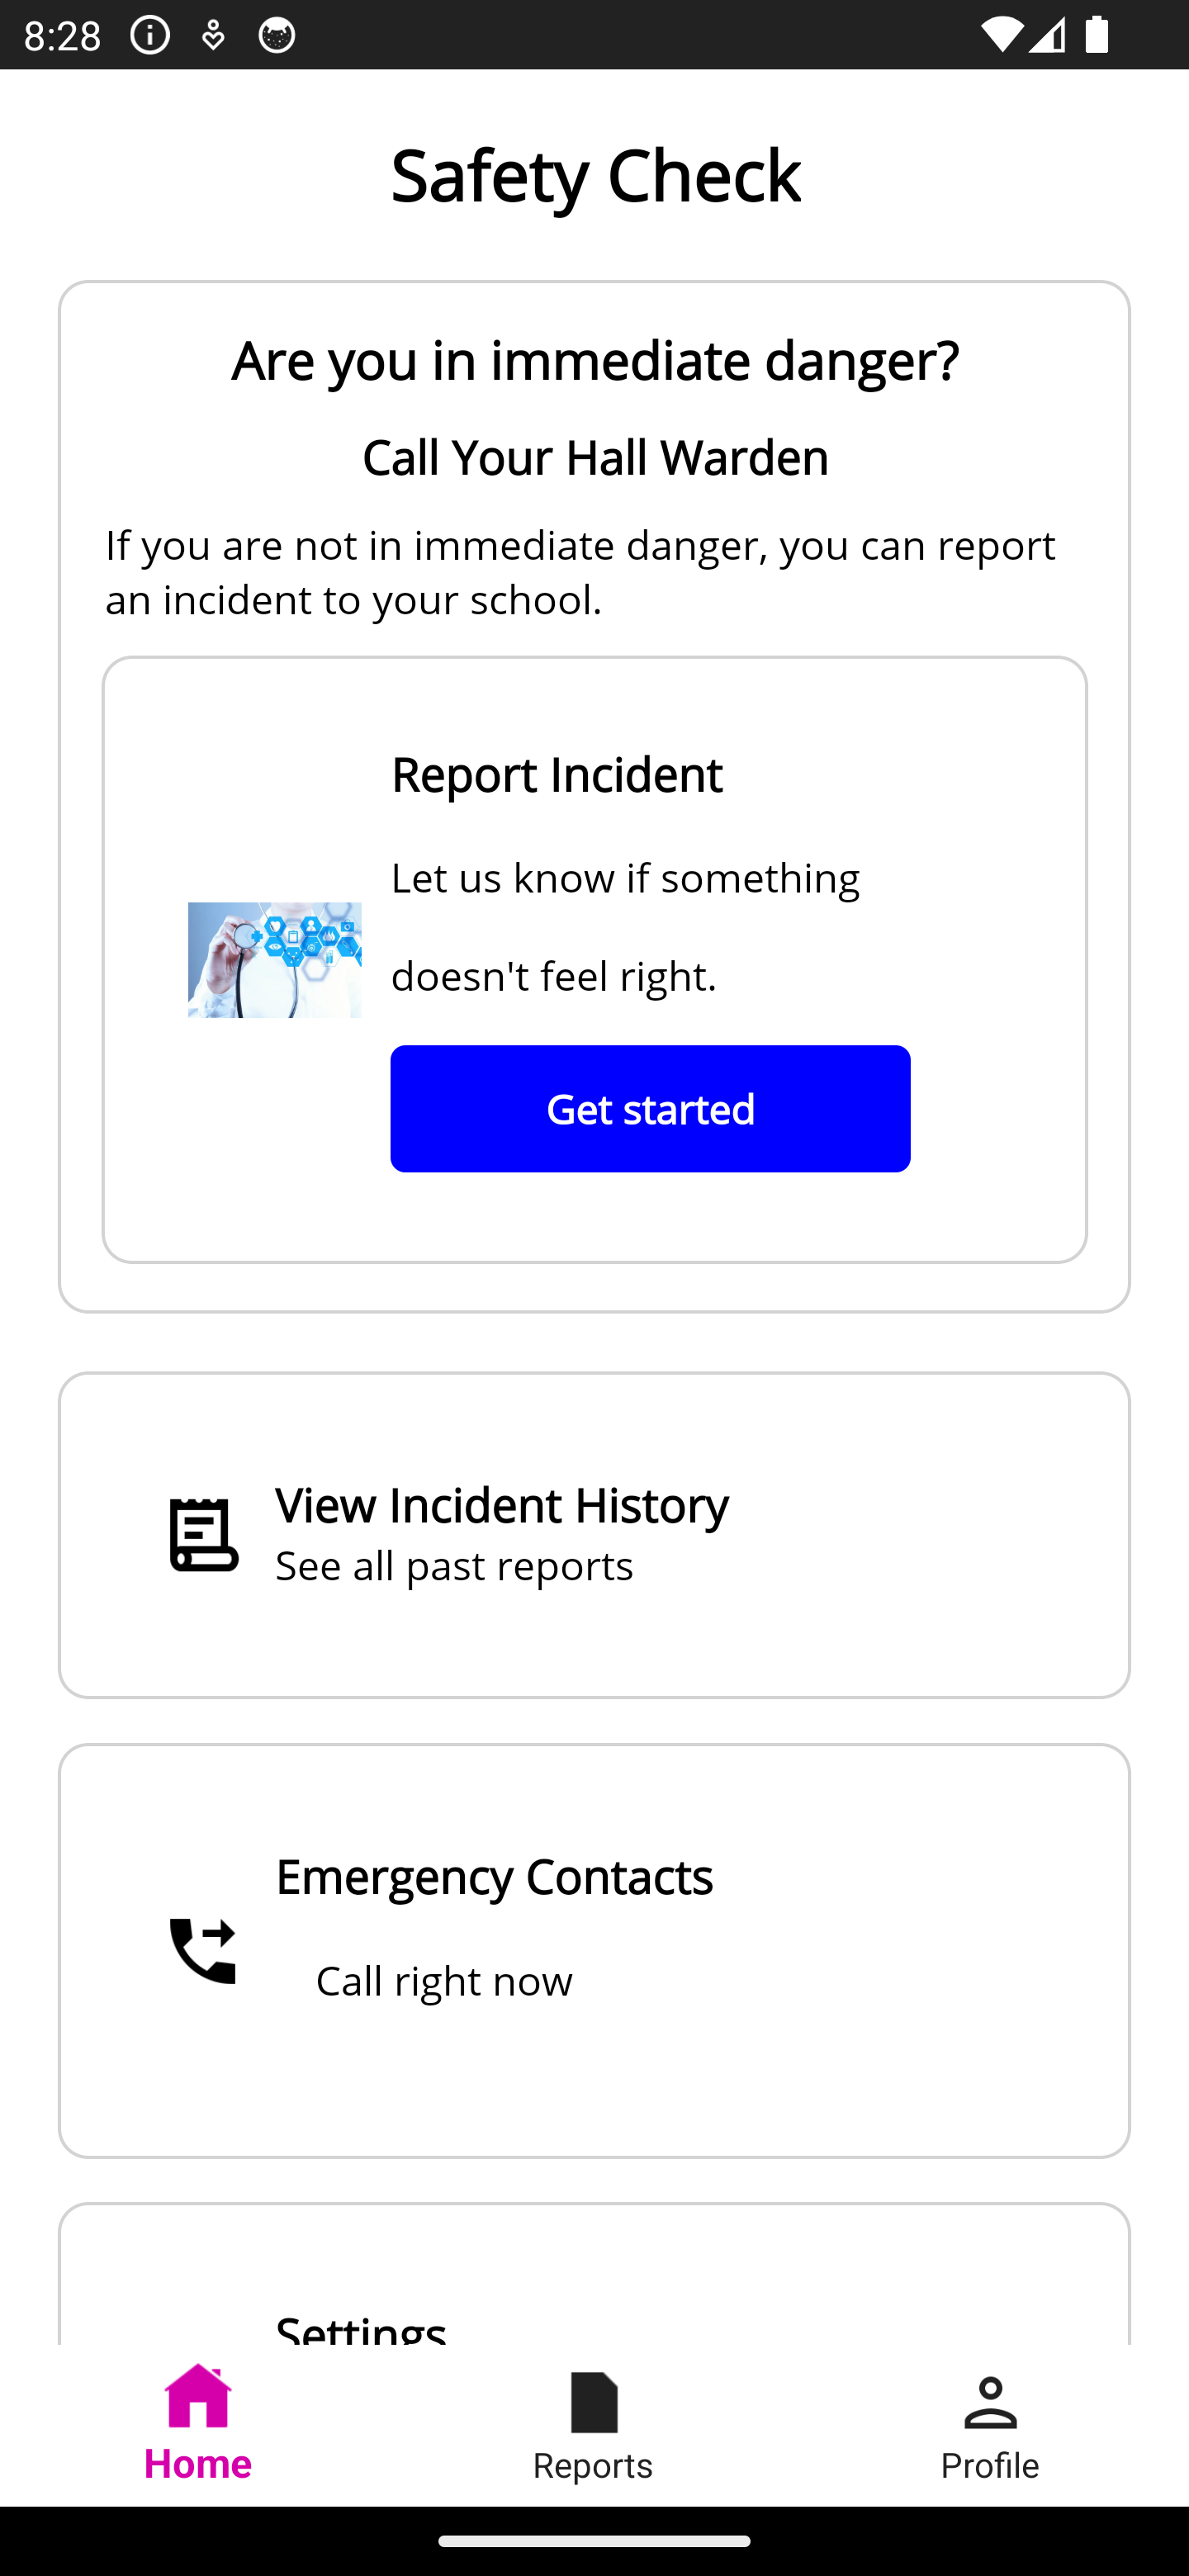 8:28
Safety Check
Are you in immediate danger?
Call Your Hall Warden
If you are not in immediate danger, you can report
an incident to your school.
Report Incident
Let us know if something
doesn't feel right.
Get started
View Incident History
See all past reports
Emergency Contacts
Call right now
Settings
Home
Reports
Profile